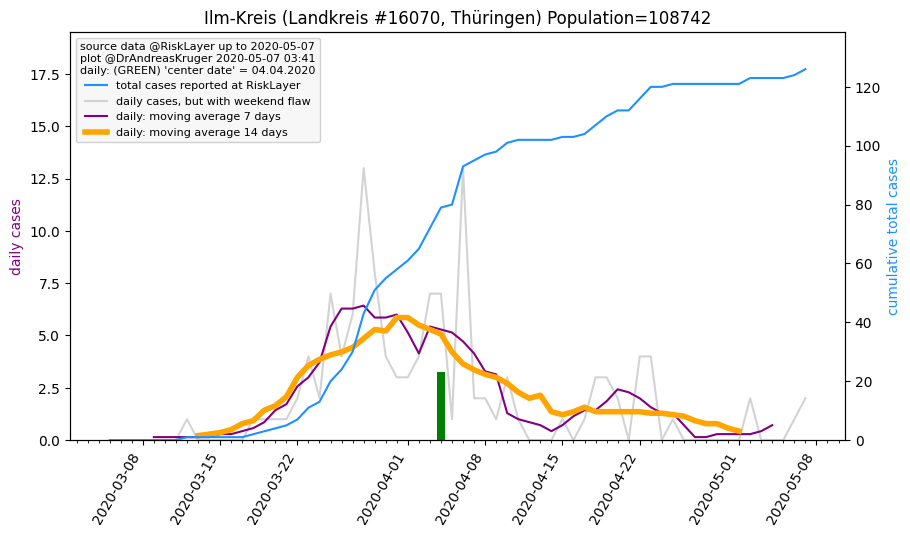 Ilm-Kreis (Landkreis #16070, Thüringen) Population=108742
source data @RiskLayer up to 2020-05-07
plot @DrAndreasKruger 2020-05-07 03:41
daily: (GREEN) 'center date' = 04.04.2020
total cases reported at RiskLayer
daily cases, but with weekend flaw
daily: moving average 7 days
daily: moving average 14 days
daily cases
17.5
15.0
12.5
10.0
7.5
5.0
2.5
0.0
120
100
80
60
40
20
0
cumulative total cases
2020-03-08
2020-03-15
2020-03-22
2020-04-01
2020-04-08
2020-04-15
2020-04-22
2020-05-01
2020-05-08